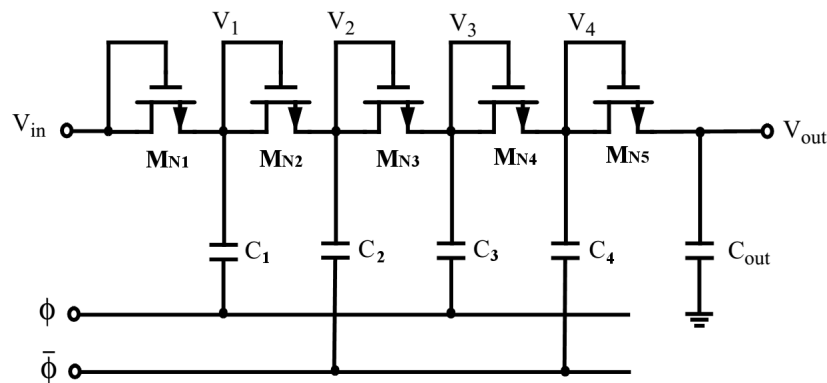 V1 V2 V3 V4
Vin Vout
MN1 MN2 MN3 MN4 MN5
C1 C2 C3 C4 Cout
ϕ
ϕ̄